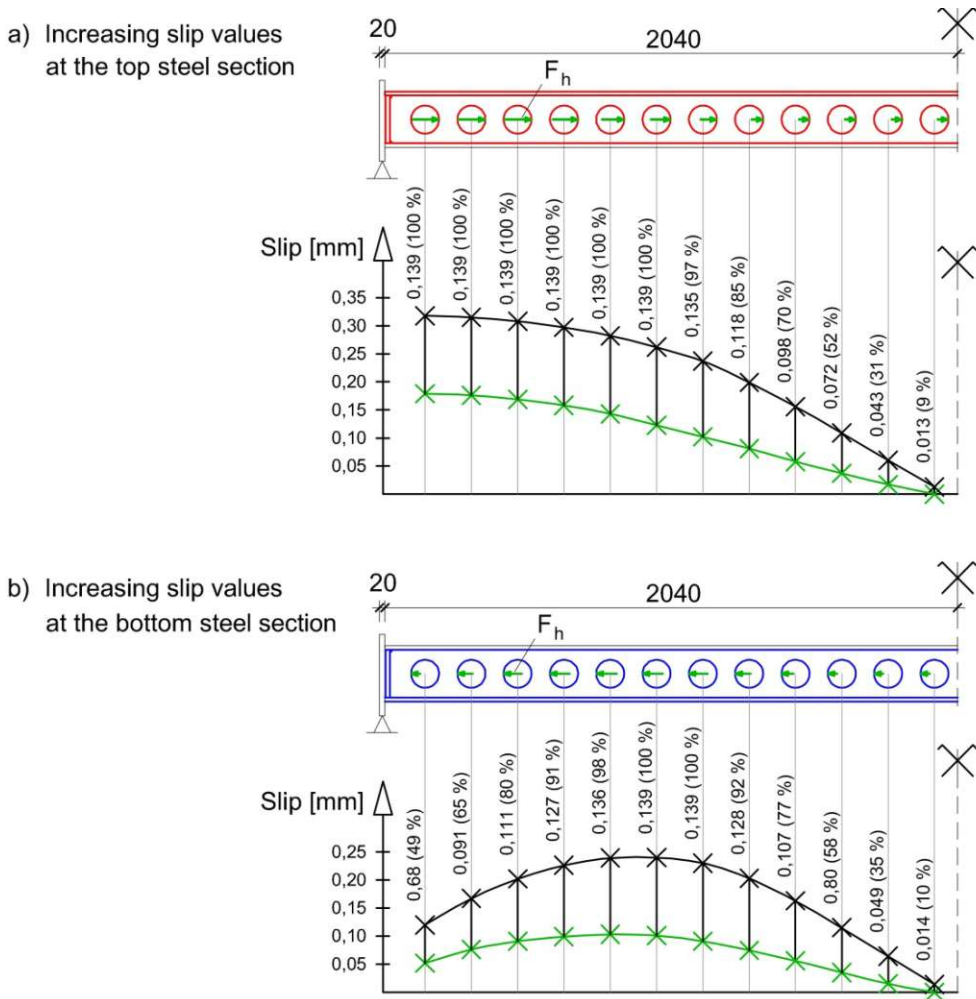 a) Increasing slip values
at the top steel section
20
2040
F_h
Slip [mm]
0,139 (100 %)
0,139 (100 %)
0,139 (100 %)
0,139 (100 %)
0,139 (100 %)
0,139 (100 %)
0,135 (97 %)
0,118 (85 %)
0,098 (70 %)
0,072 (52 %)
0,043 (31 %)
0,013 (9 %)
0,35
0,30
0,25
0,20
0,15
0,10
0,05
b) Increasing slip values
at the bottom steel section
20
2040
F_h
Slip [mm]
0,68 (49 %)
0,091 (65 %)
0,111 (80 %)
0,127 (91 %)
0,136 (98 %)
0,139 (100 %)
0,139 (100 %)
0,128 (92 %)
0,107 (77 %)
0,80 (58 %)
0,049 (35 %)
0,014 (10 %)
0,25
0,20
0,15
0,10
0,05